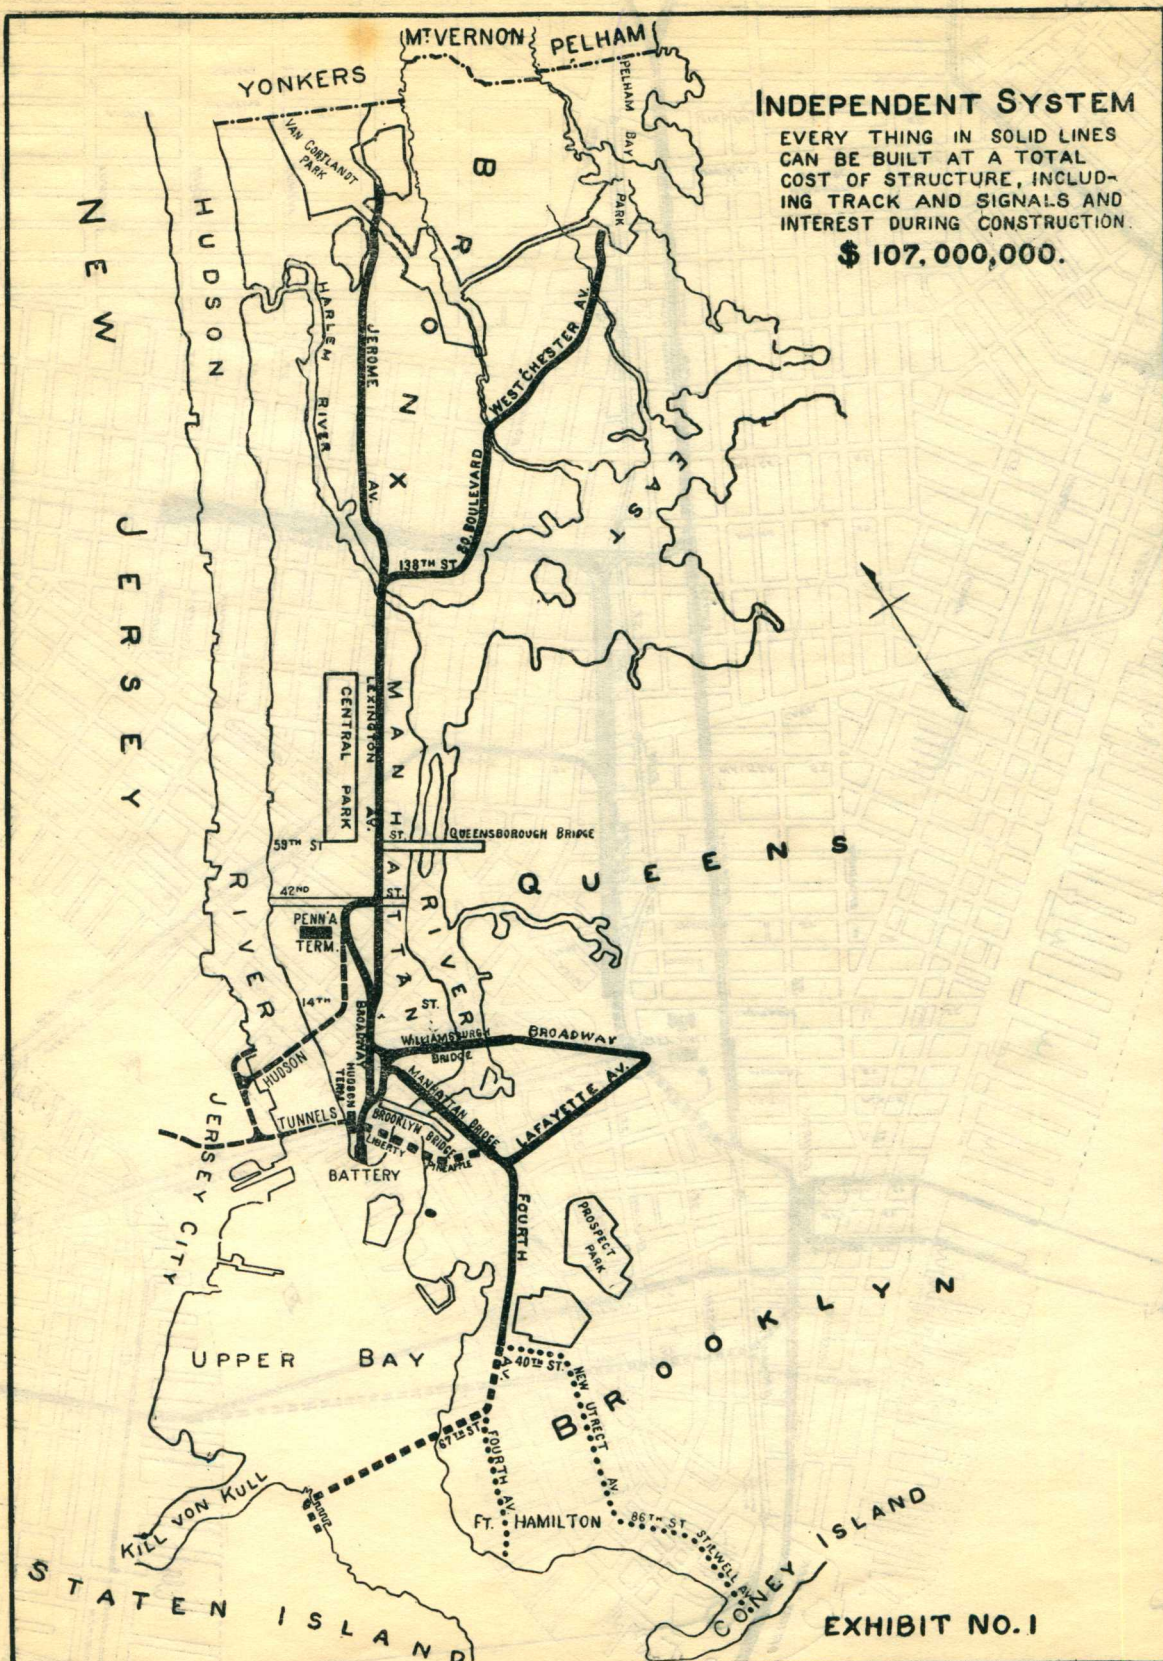 MT VERNON
PELHAM
YONKERS
INDEPENDENT SYSTEM
EVERY THING IN SOLID LINES
CAN BE BUILT AT A TOTAL
COST OF STRUCTURE, INCLUD-
ING TRACK AND SIGNALS AND
INTEREST DURING CONSTRUCTION.
$ 107,000,000.
VAN CORTLANDT
PARK
PELHAM BAY
PARK
BRONX
NEW JERSEY
HUDSON
RIVER
HARLEM RIVER
JEROME AV.
WESTCHESTER AV.
SO. BOULEVARD
138TH ST
EAST
RIVER
MANHATTAN
LEXINGTON AV.
CENTRAL PARK
59TH ST
ST.
QUEENSBOROUGH BRIDGE
42ND
ST.
QUEENS
PENN'A
TERM.
14TH
ST.
BROADWAY
WILLIAMSBURGH
BRIDGE
BROADWAY
HUDSON
TUNNELS
HUDSON
TERM.
MANHATTAN BRIDGE
LAFAYETTE AV.
BROOKLYN BRIDGE
LIBERTY
PINEAPPLE
BATTERY
JERSEY CITY
FOURTH
AV.
PROSPECT
PARK
BROOKLYN
UPPER BAY
40TH ST.
NEW UTRECT AV.
67TH ST.
FOURTH AV.
FT. HAMILTON
86TH ST
STILLWELL AV.
KILL VON KULL
STATEN ISLAND
CONEY ISLAND
EXHIBIT NO. 1